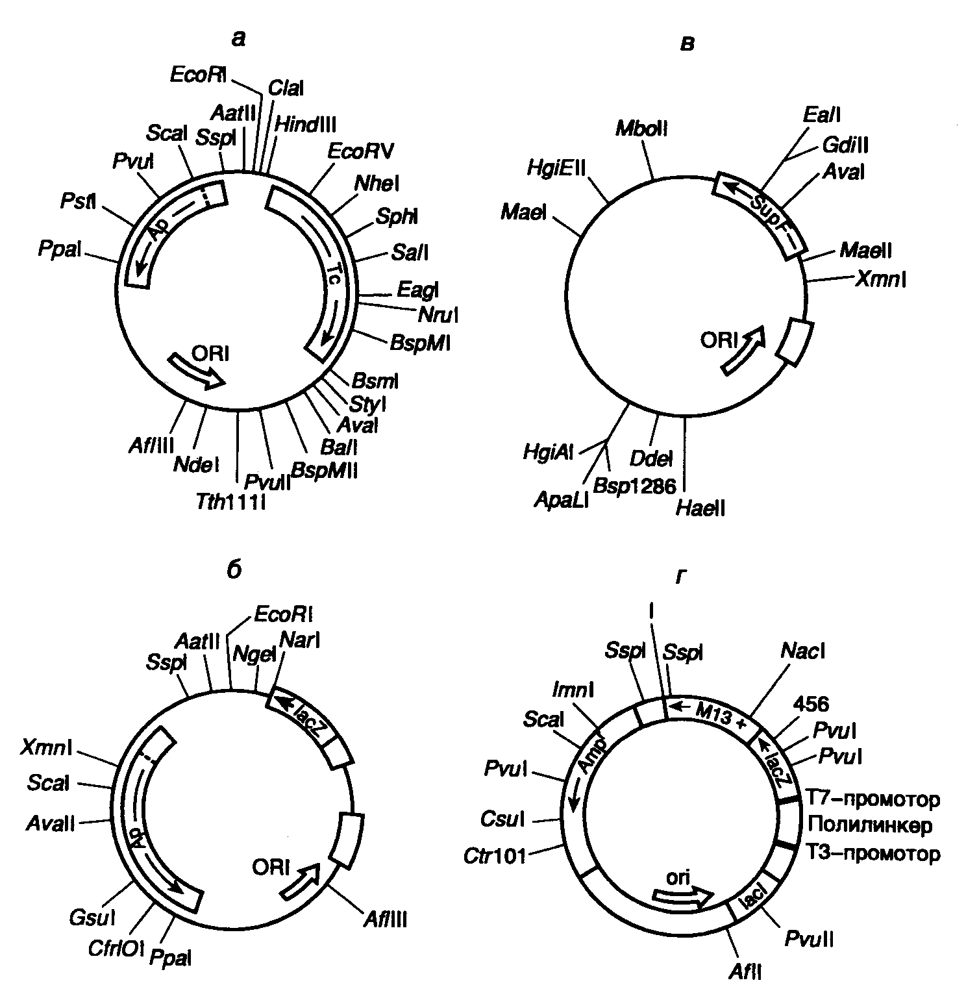 а
EcoRI
ClaI
AatII
HindIII
ScaI
SspI
EcoRV
PvuI
NheI
PstI
SphI
PpaI
SalI
Ap
Tc
EagI
NruI
BspMI
ORI
BsmI
StyI
AvaI
BalI
BspMII
AflIII
NdeI
PvuII
Tth111I
в
EaII
MboII
GdiII
HgiEII
AvaI
MaeI
SupF
MaeII
XmnI
ORI
HgiAI
DdeI
Bsp1286
ApaLI
HaeII
б
EcoRI
AatII
NgeI
NarI
SspI
lacZ
XmnI
ScaI
AvaII
Ap
ORI
GsuI
AflIII
CfrIOI
PpaI
г
I
SspI
SspI
NacI
ImnI
M13 +
456
ScaI
PvuI
Amp
PvuI
PvuI
lacZ
Т7–промотор
CsuI
Полилинкер
Ctr101
Т3–промотор
ori
lacI
PvuII
AflI